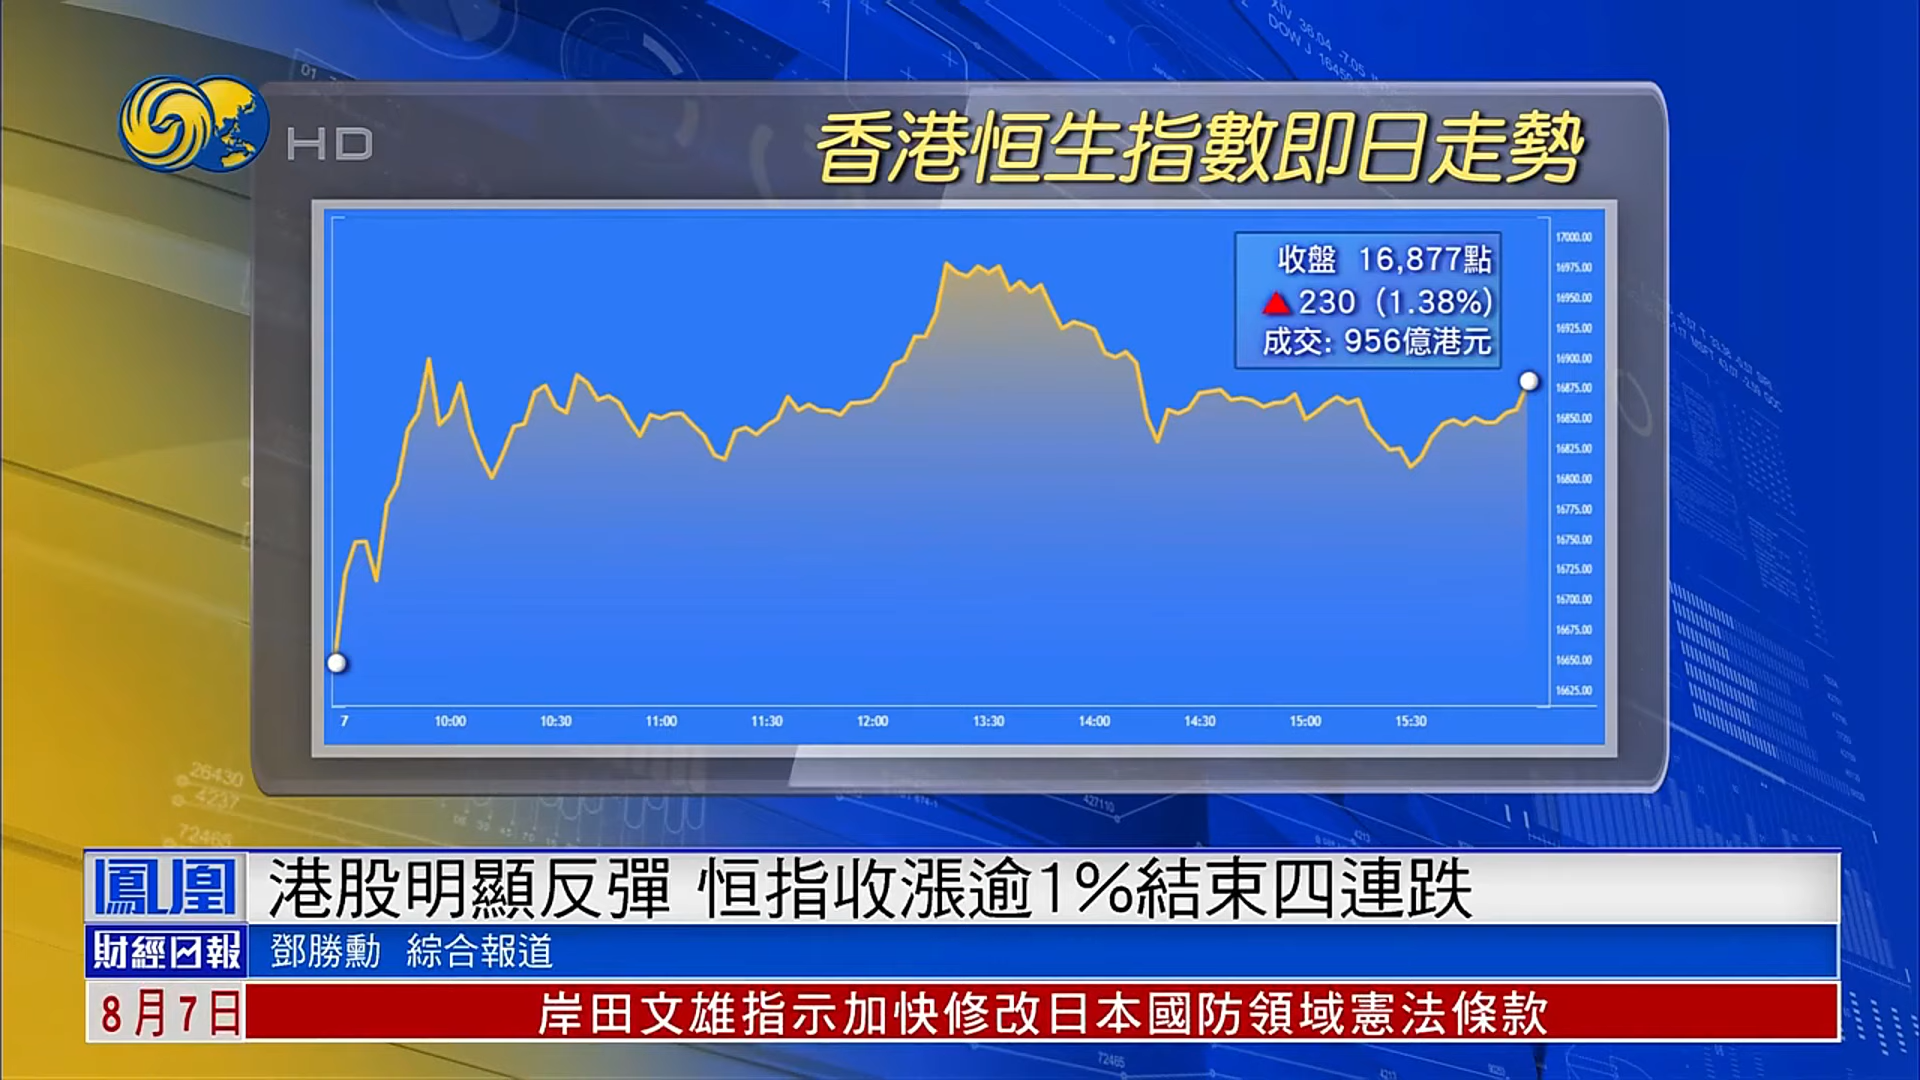 HD
香港恒生指數即日走勢
收盤 16,877點
▲230 (1.38%)
成交: 956億港元
17000.00
16975.00
16950.00
16925.00
16900.00
16875.00
16850.00
16825.00
16800.00
16775.00
16750.00
16725.00
16700.00
16675.00
16650.00
16625.00
7 10:00 10:30 11:00 11:30 12:00 13:30 14:00 14:30 15:00 15:30
26430
4237
72465
鳳凰 港股明顯反彈 恒指收漲逾1%結束四連跌
財經日報 鄧勝勳 綜合報道
8月7日 岸田文雄指示加快修改日本國防領域憲法條款
72465